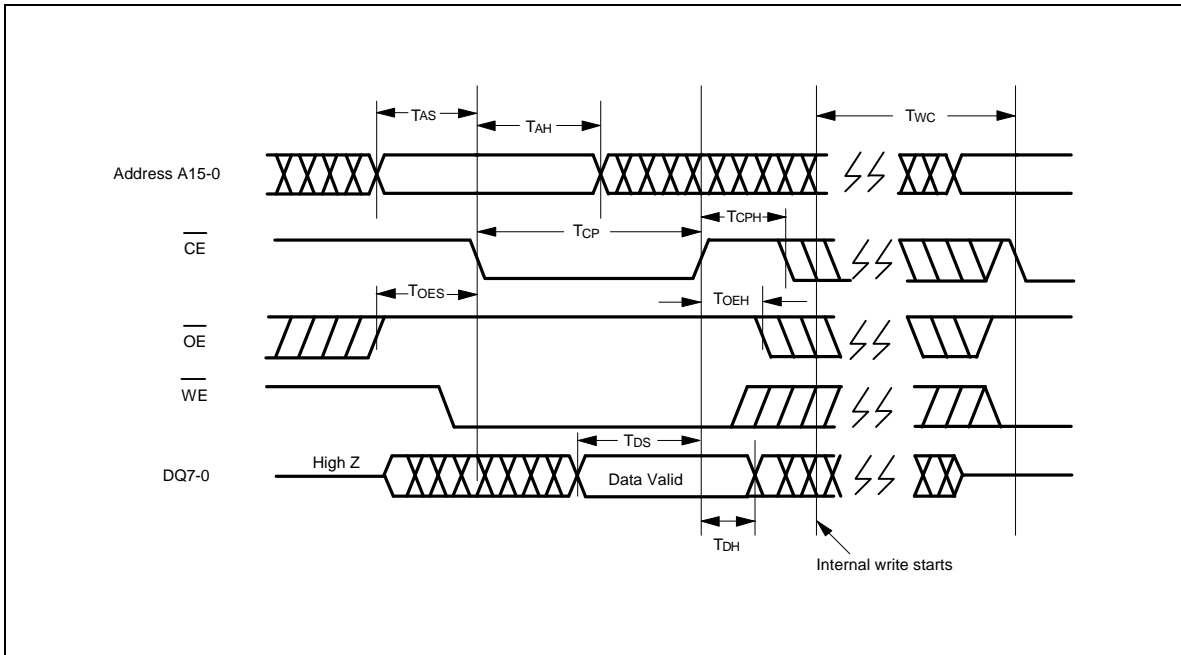 TAS
TAH
TWC
Address A15-0
TCPH
TCP
CE
TOES
TOEH
OE
WE
TDS
High Z
DQ7-0
Data Valid
TDH
Internal write starts